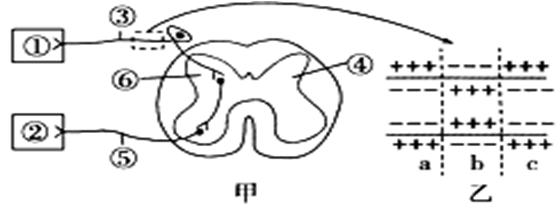 ③
①
⑥
④
②
⑤
+++ --- +++
--- +++ ---
--- +++ ---
+++ --- +++
a b c
甲 乙